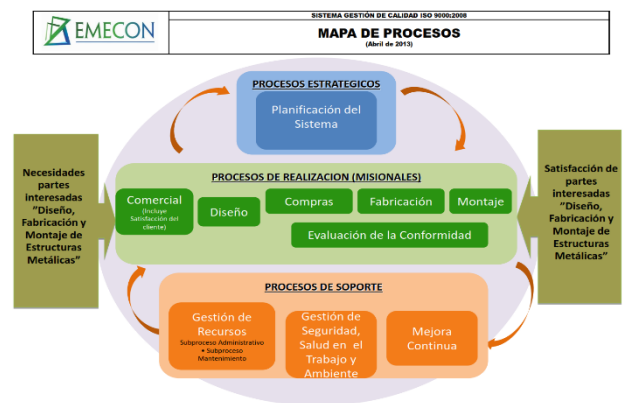 EMECON
SISTEMA GESTIÓN DE CALIDAD ISO 9000:2008
MAPA DE PROCESOS
(Abril de 2013)
PROCESOS ESTRATEGICOS
Planificación del
Sistema
Necesidades
partes
interesadas
"Diseño,
Fabricación y
Montaje de
Estructuras
Metálicas"
PROCESOS DE REALIZACION (MISIONALES)
Comercial
(Incluye
Satisfacción del
cliente)
Diseño
Compras
Fabricación
Montaje
Evaluación de la Conformidad
Satisfacción de
partes
interesadas
"Diseño,
Fabricación y
Montaje de
Estructuras
Metálicas"
PROCESOS DE SOPORTE
Gestión de
Recursos
Subproceso Administrativo
• Subproceso
Mantenimiento
Gestión de
Seguridad,
Salud en el
Trabajo y
Ambiente
Mejora
Continua